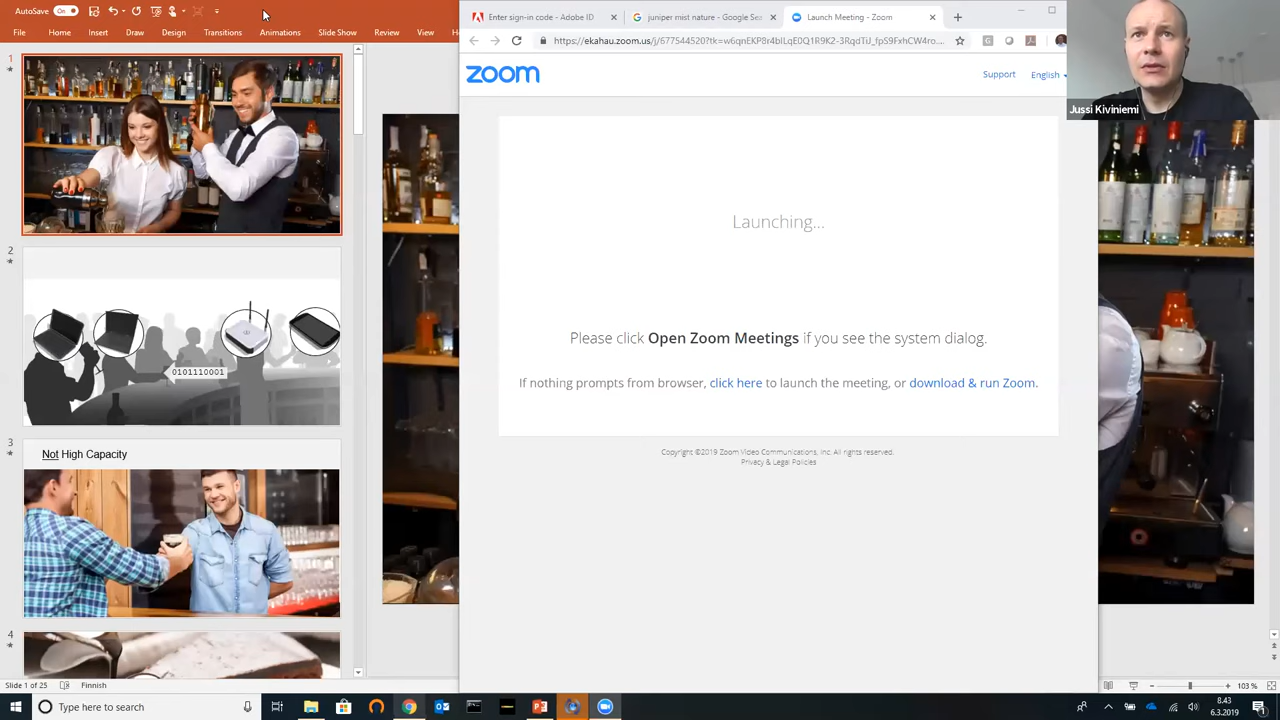 AutoSave On
File Home Insert Draw Design Transitions Animations Slide Show Review View
1
2
0101110001
3
Not High Capacity
4
Slide 1 of 25 Finnish
103 %
Enter sign-in code - Adobe ID
juniper mist nature - Google Sea
Launch Meeting - Zoom
zoom
Support English
Launching...
Please click Open Zoom Meetings if you see the system dialog.
If nothing prompts from browser, click here to launch the meeting, or download & run Zoom.
Copyright ©2019 Zoom Video Communications, Inc. All rights reserved.
Privacy & Legal Policies
Jussi Kiviniemi
Type here to search
8.43
6.3.2019